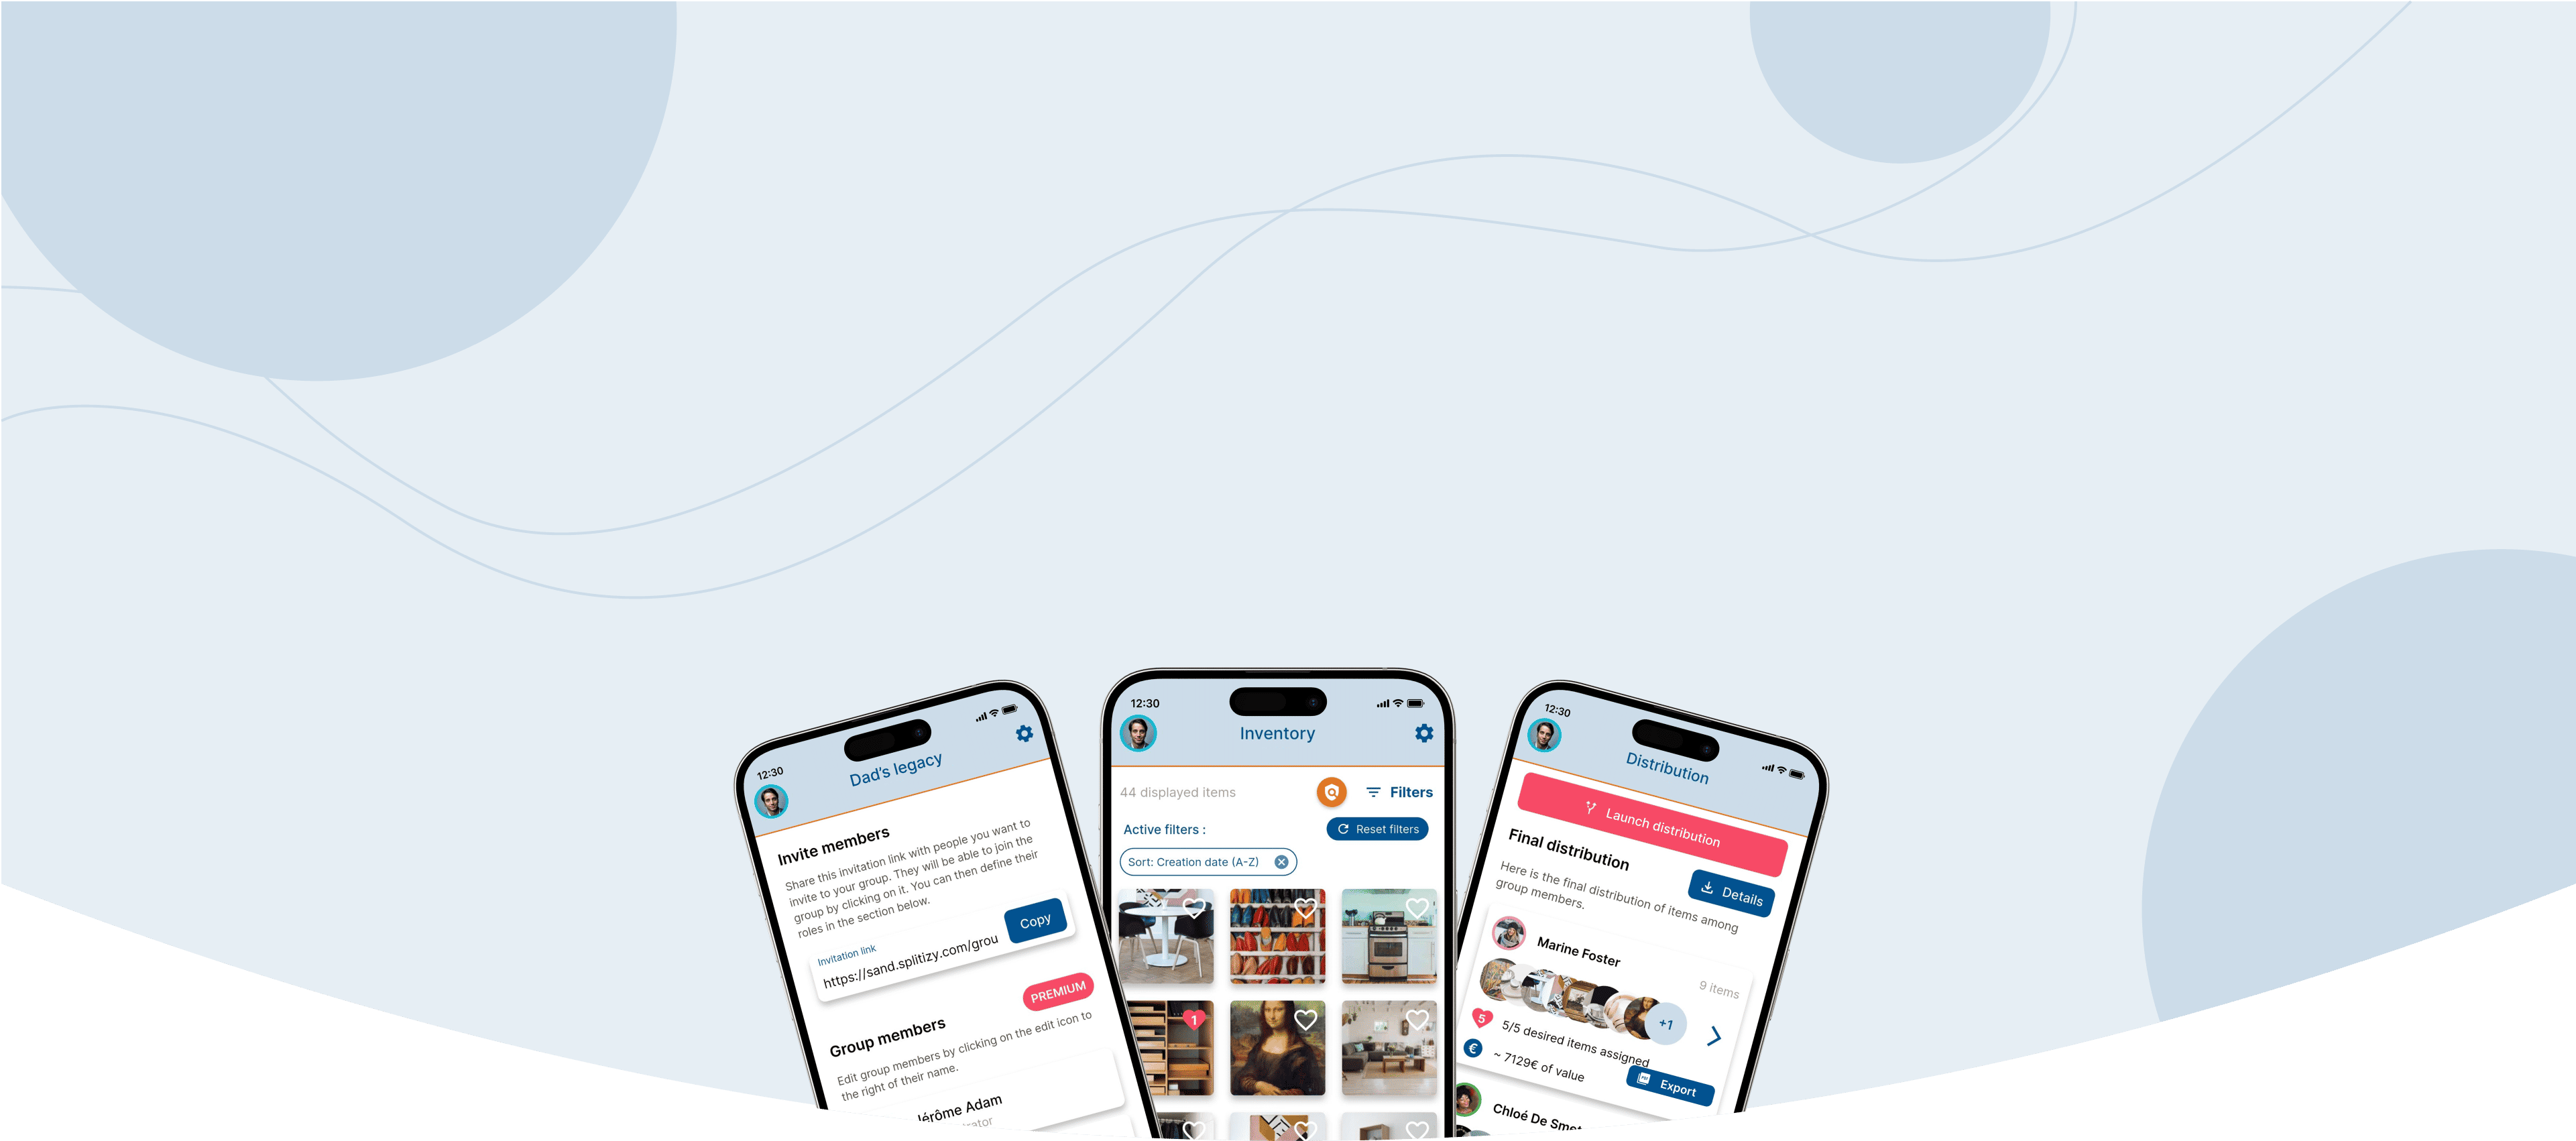 12:30
Dad's legacy
Invite members
Share this invitation link with people you want to
invite to your group. They will be able to join the
group by clicking on it. You can then define their
roles in the section below.
Invitation link
https://sand.splitizy.com/grou
Copy
PREMIUM
Group members
Edit group members by clicking on the edit icon to
the right of their name.
Jérôme Adam
12:30
Inventory
44 displayed items
Filters
Active filters :
Reset filters
Sort: Creation date (A-Z)
1
12:30
Distribution
Launch distribution
Final distribution
Details
Here is the final distribution of items among
group members.
Marine Foster
9 items
+1
5
5/5 desired items assigned
€
~ 7129€ of value
Export
Chloé De Smet